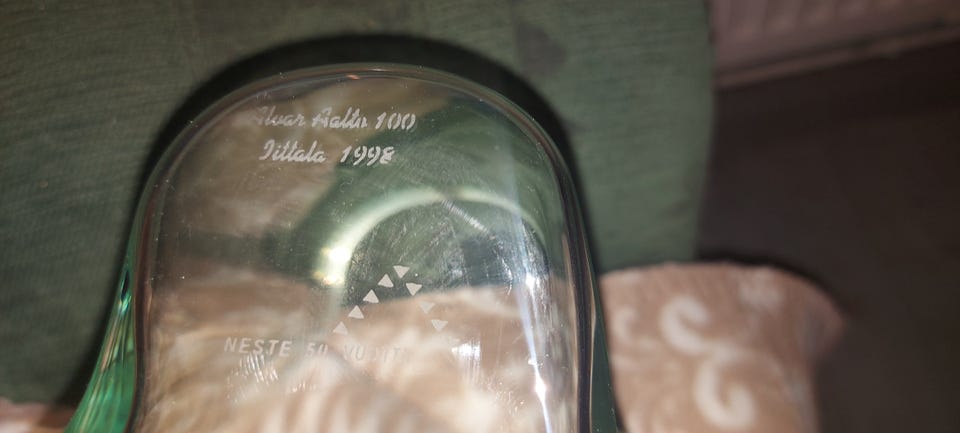 Alvar Aalto 100
Iittala 1998
NESTE 50 VUOTTA